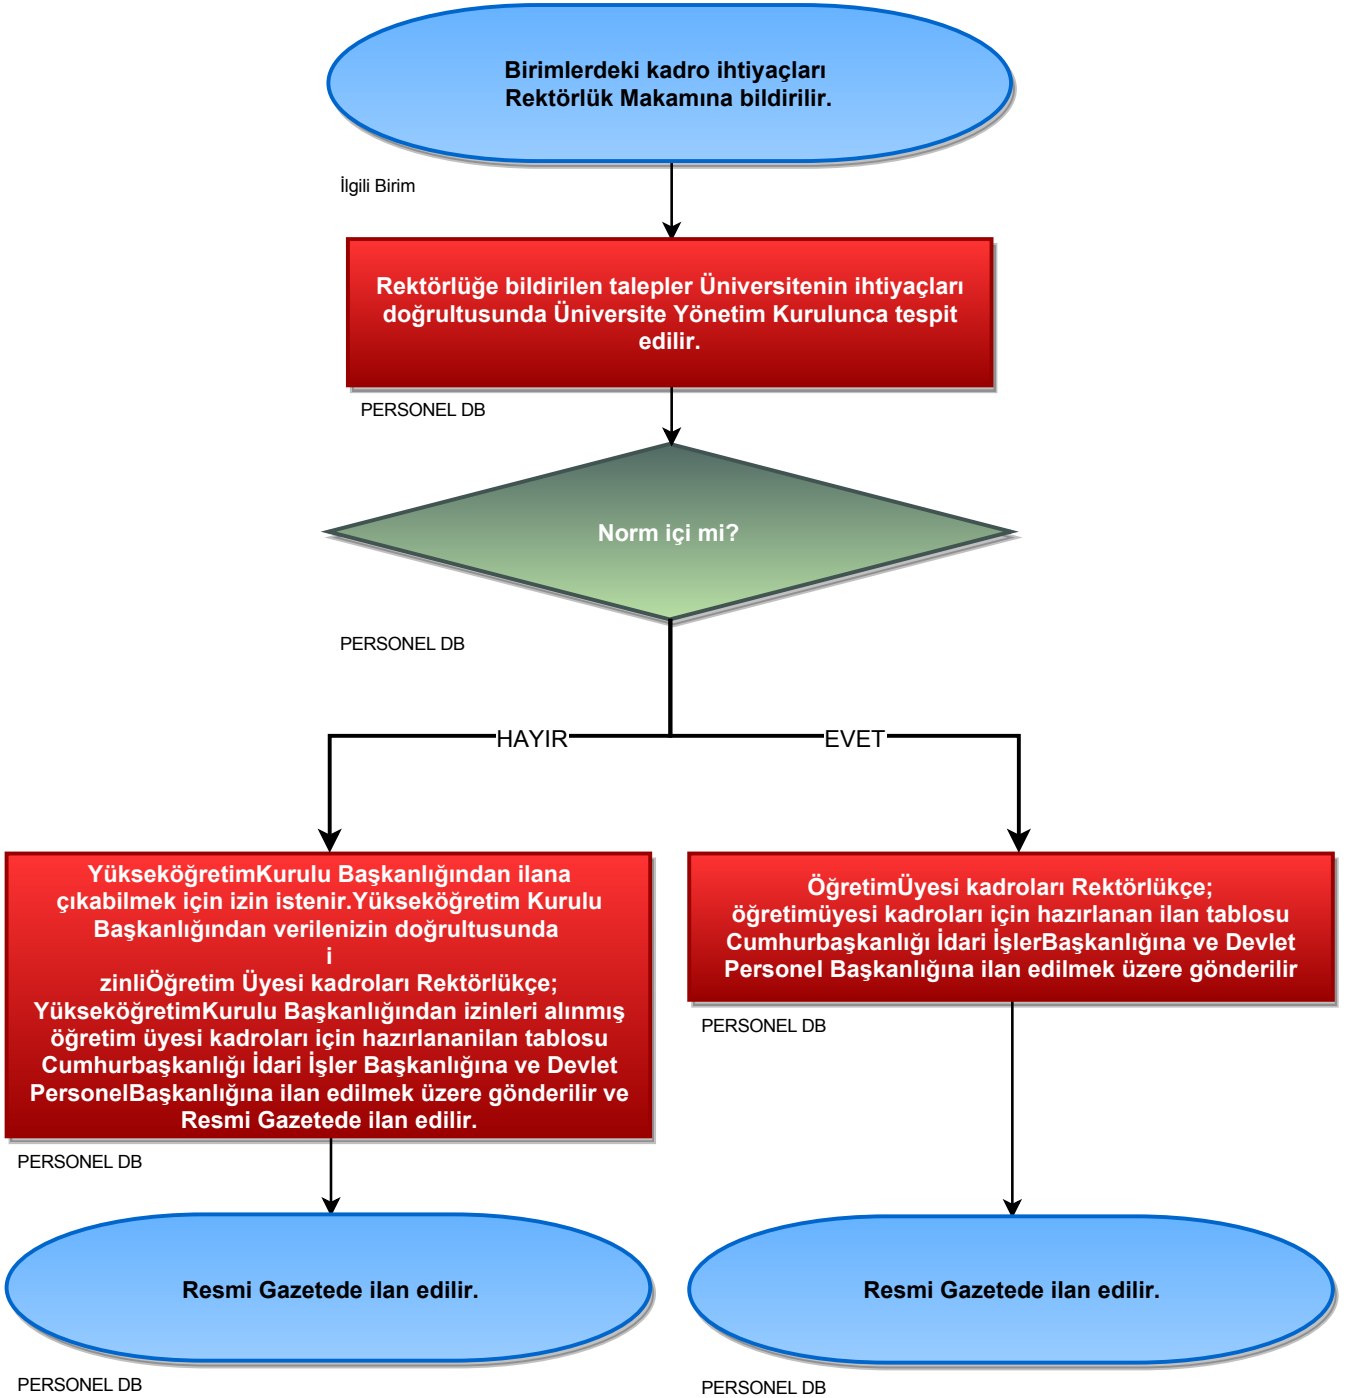 Birimlerdeki kadro ihtiyaçları
Rektörlük Makamına bildirilir.
İlgili Birim
Rektörlüğe bildirilen talepler Üniversitenin ihtiyaçları
doğrultusunda Üniversite Yönetim Kurulunca tespit
edilir.
PERSONEL DB
Norm içi mi?
PERSONEL DB
HAYIR
EVET
YükseköğretimKurulu Başkanlığından ilana
çıkabilmek için izin istenir.Yükseköğretim Kurulu
Başkanlığından verilenizin doğrultusunda
i
zinliÖğretim Üyesi kadroları Rektörlükçe;
YükseköğretimKurulu Başkanlığından izinleri alınmış
öğretim üyesi kadroları için hazırlananilan tablosu
Cumhurbaşkanlığı İdari İşler Başkanlığına ve Devlet
PersonelBaşkanlığına ilan edilmek üzere gönderilir ve
Resmi Gazetede ilan edilir.
PERSONEL DB
ÖğretimÜyesi kadroları Rektörlükçe;
öğretimüyesi kadroları için hazırlanan ilan tablosu
Cumhurbaşkanlığı İdari İşlerBaşkanlığına ve Devlet
Personel Başkanlığına ilan edilmek üzere gönderilir
PERSONEL DB
Resmi Gazetede ilan edilir.
PERSONEL DB
Resmi Gazetede ilan edilir.
PERSONEL DB